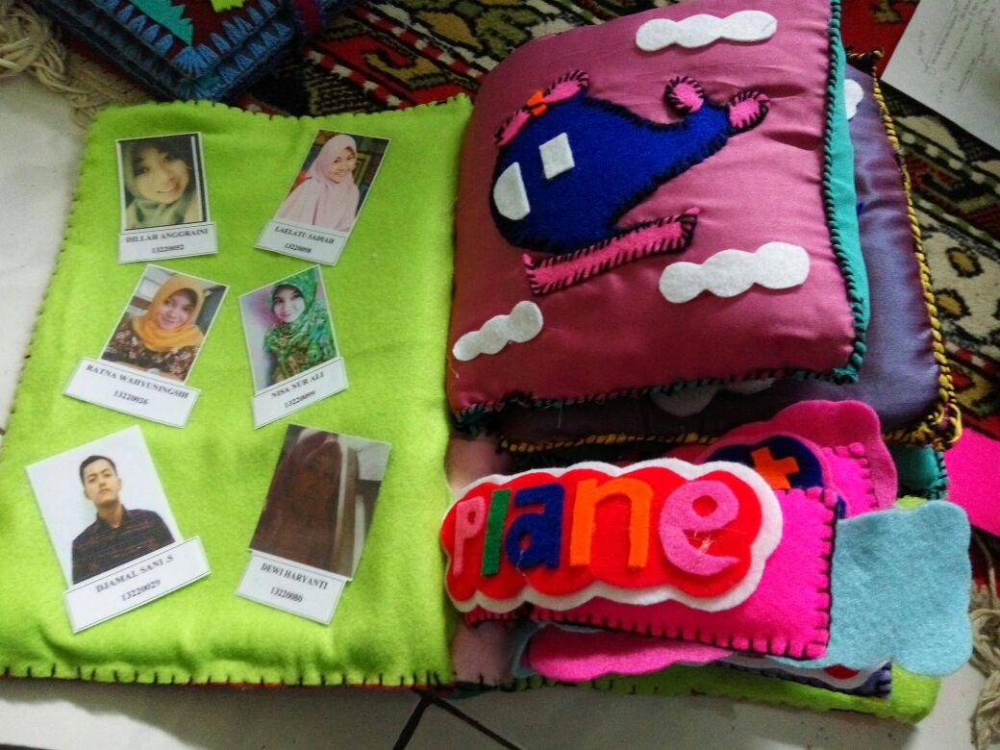 DILLAH ANGGRAINI
13220052
LAELATU SADIAH
13220098
RATNA WAHYUNINGSIH
13220026
NISA NUR ALI
13220099
DJAMAL SANI .S
13220029
DEWI HARYANTI
13220080
Plane